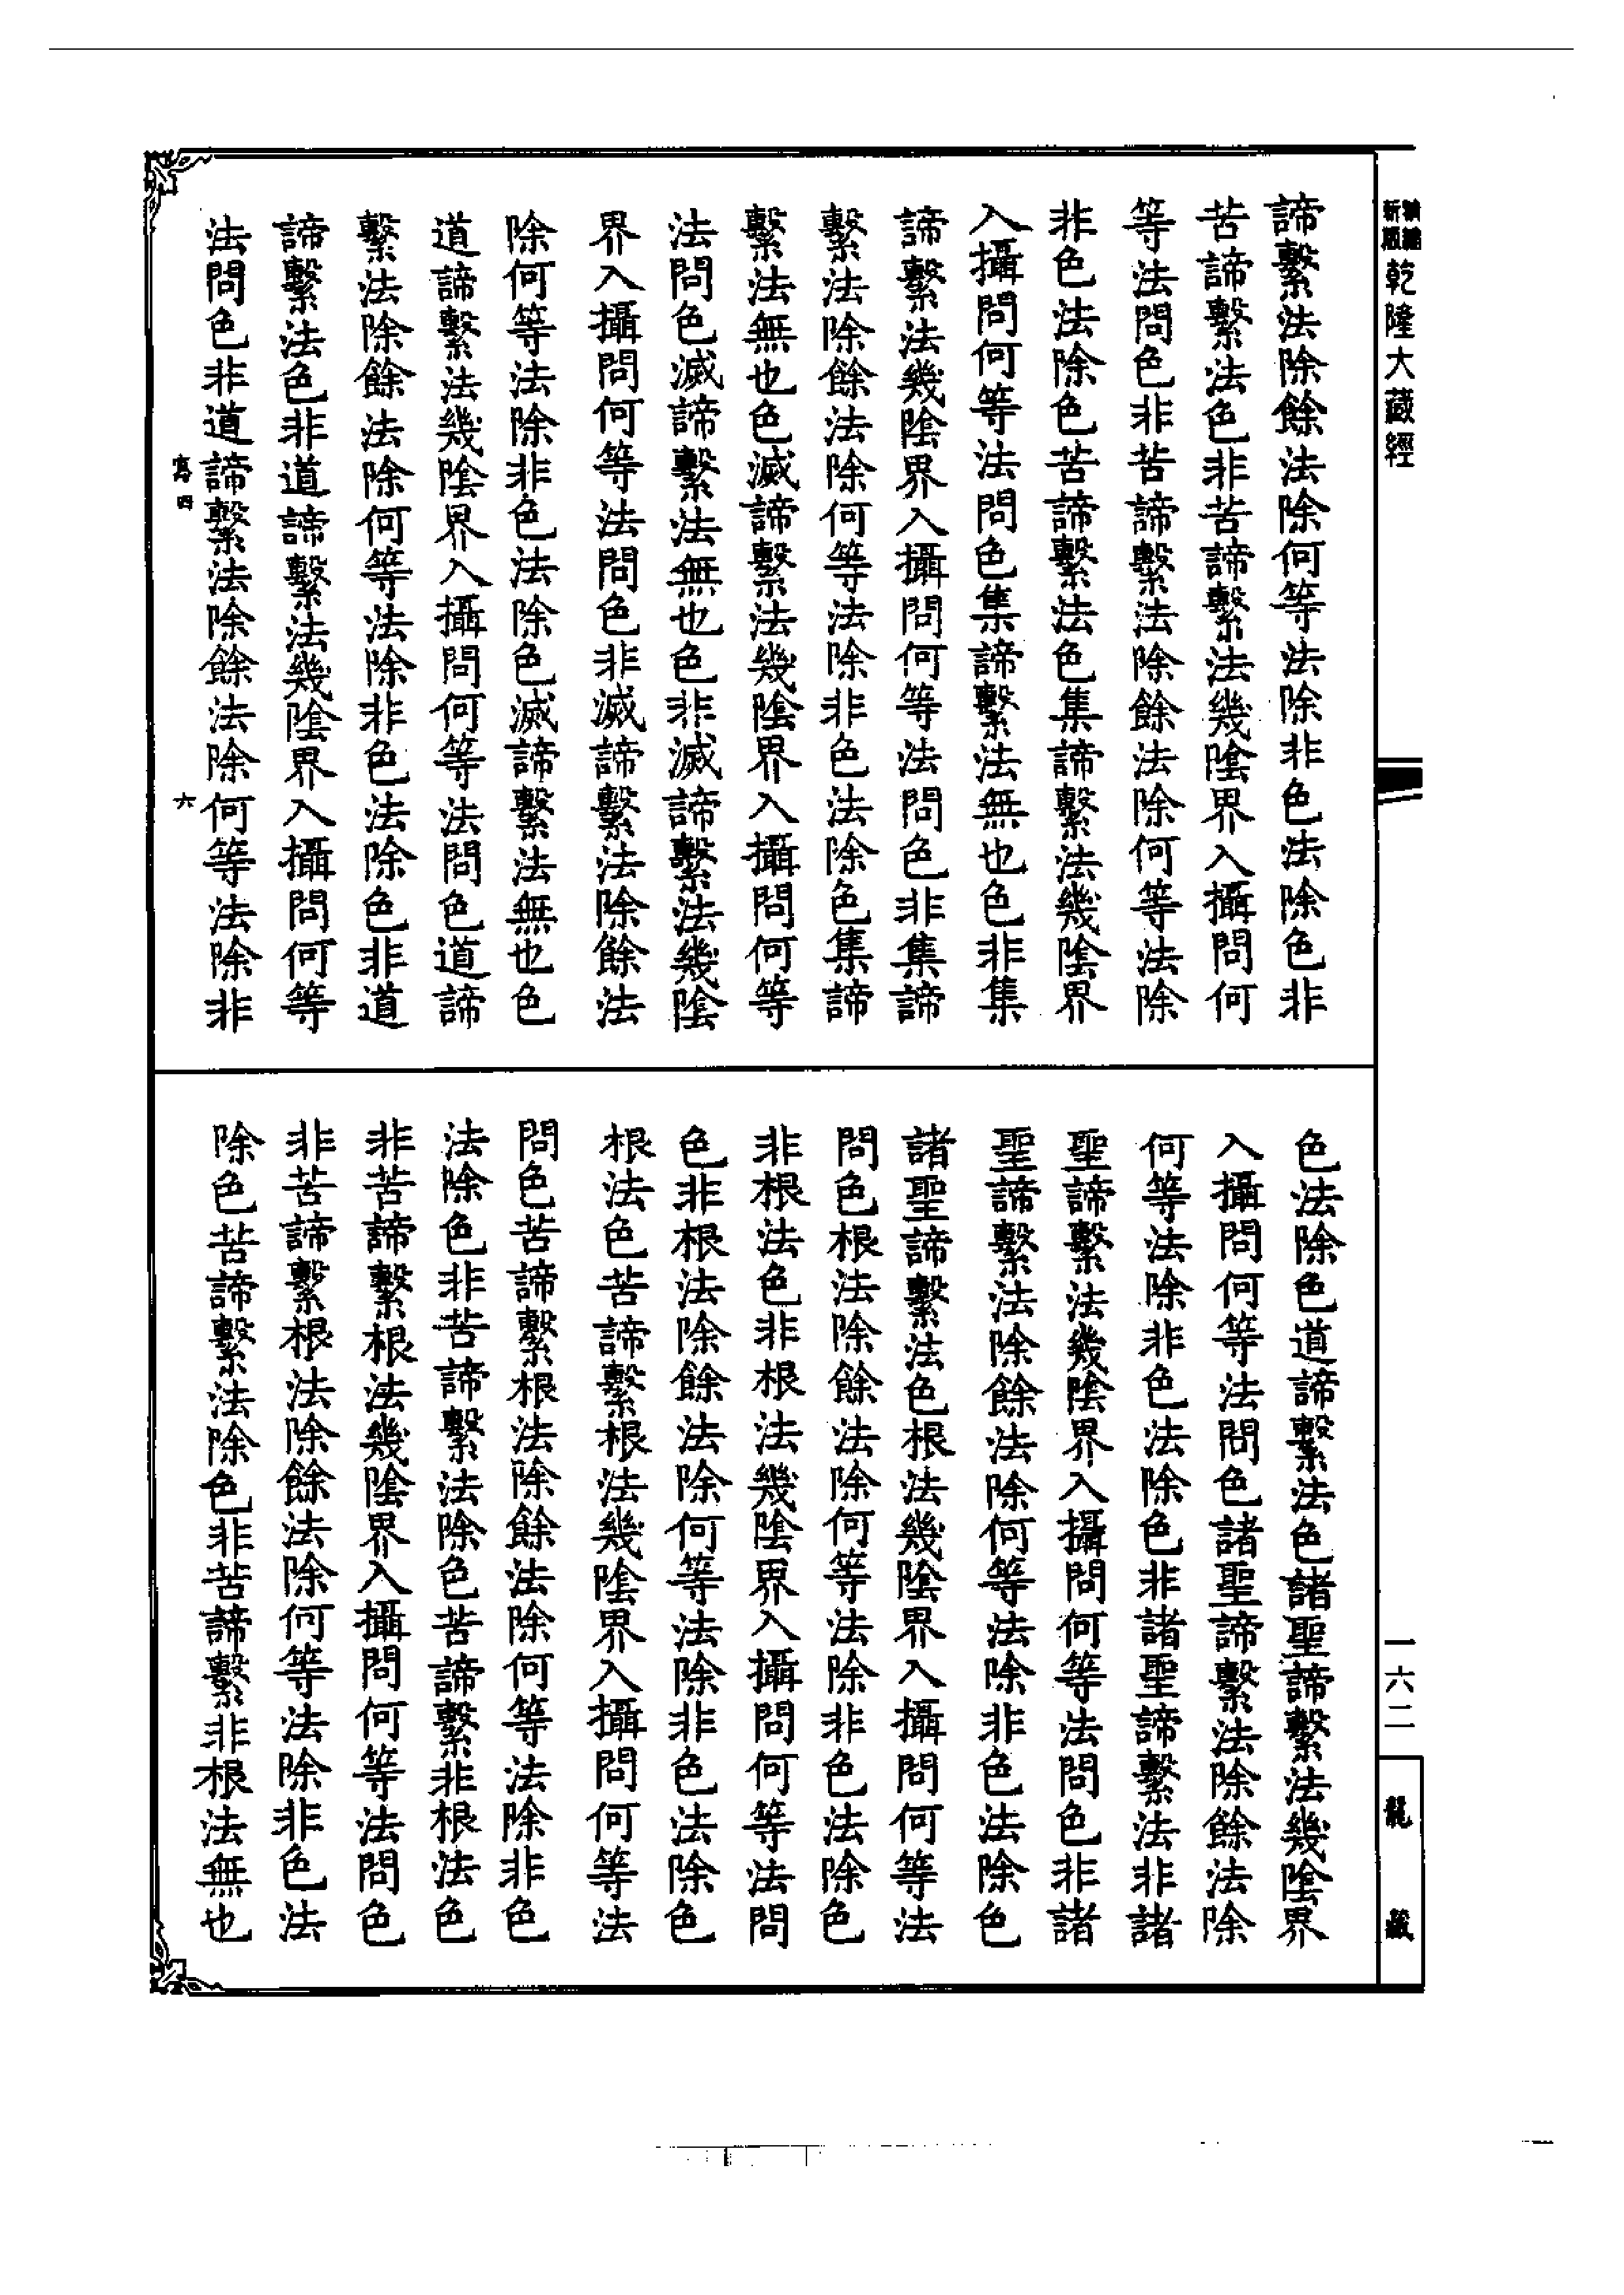 新編
縮版
乾隆大藏經
諦繫法除餘法除何等法除非色法除色非
苦諦繫法色非苦諦繫法幾陰界入攝問何
等法問色非苦諦繫法除餘法除何等法除
非色法除色苦諦繫法色集諦繫法幾陰界
入攝問何等法問色集諦繫法無也色非集
諦繫法幾陰界入攝問何等法問色非集諦
繫法除餘法除何等法除非色法除色集諦
繫法無也色滅諦繫法幾陰界入攝問何等
法問色滅諦繫法無也色非滅諦繫法幾陰
界入攝問何等法問色非滅諦繫法除餘法
除何等法除非色法除色滅諦繫法無也色
道諦繫法幾陰界入攝問何等法問色道諦
繫法除餘法除何等法除非色法除色非道
諦繫法色非道諦繫法幾陰界入攝問何等
法問色非道諦繫法除餘法除何等法除非
寫四
六
色法除色道諦繫法色諸聖諦繫法幾陰界
入攝問何等法問色諸聖諦繫法除餘法除
何等法除非色法除色非諸聖諦繫法非諸
聖諦繫法幾陰界入攝問何等法問色非諸
聖諦繫法除餘法除何等法除非色法除色
諸聖諦繫法色根法幾陰界入攝問何等法
問色根法除餘法除何等法除非色法除色
非根法色非根法幾陰界入攝問何等法問
色非根法除餘法除何等法除非色法除色
根法色苦諦繫根法幾陰界入攝問何等法
問色苦諦繫根法除餘法除何等法除非色
法除色非苦諦繫法除色苦諦繫非根法色
非苦諦繫根法幾陰界入攝問何等法問色
非苦諦繫根法除餘法除何等法除非色法
除色苦諦繫法除色非苦諦繫非根法無也
一六二
龍藏